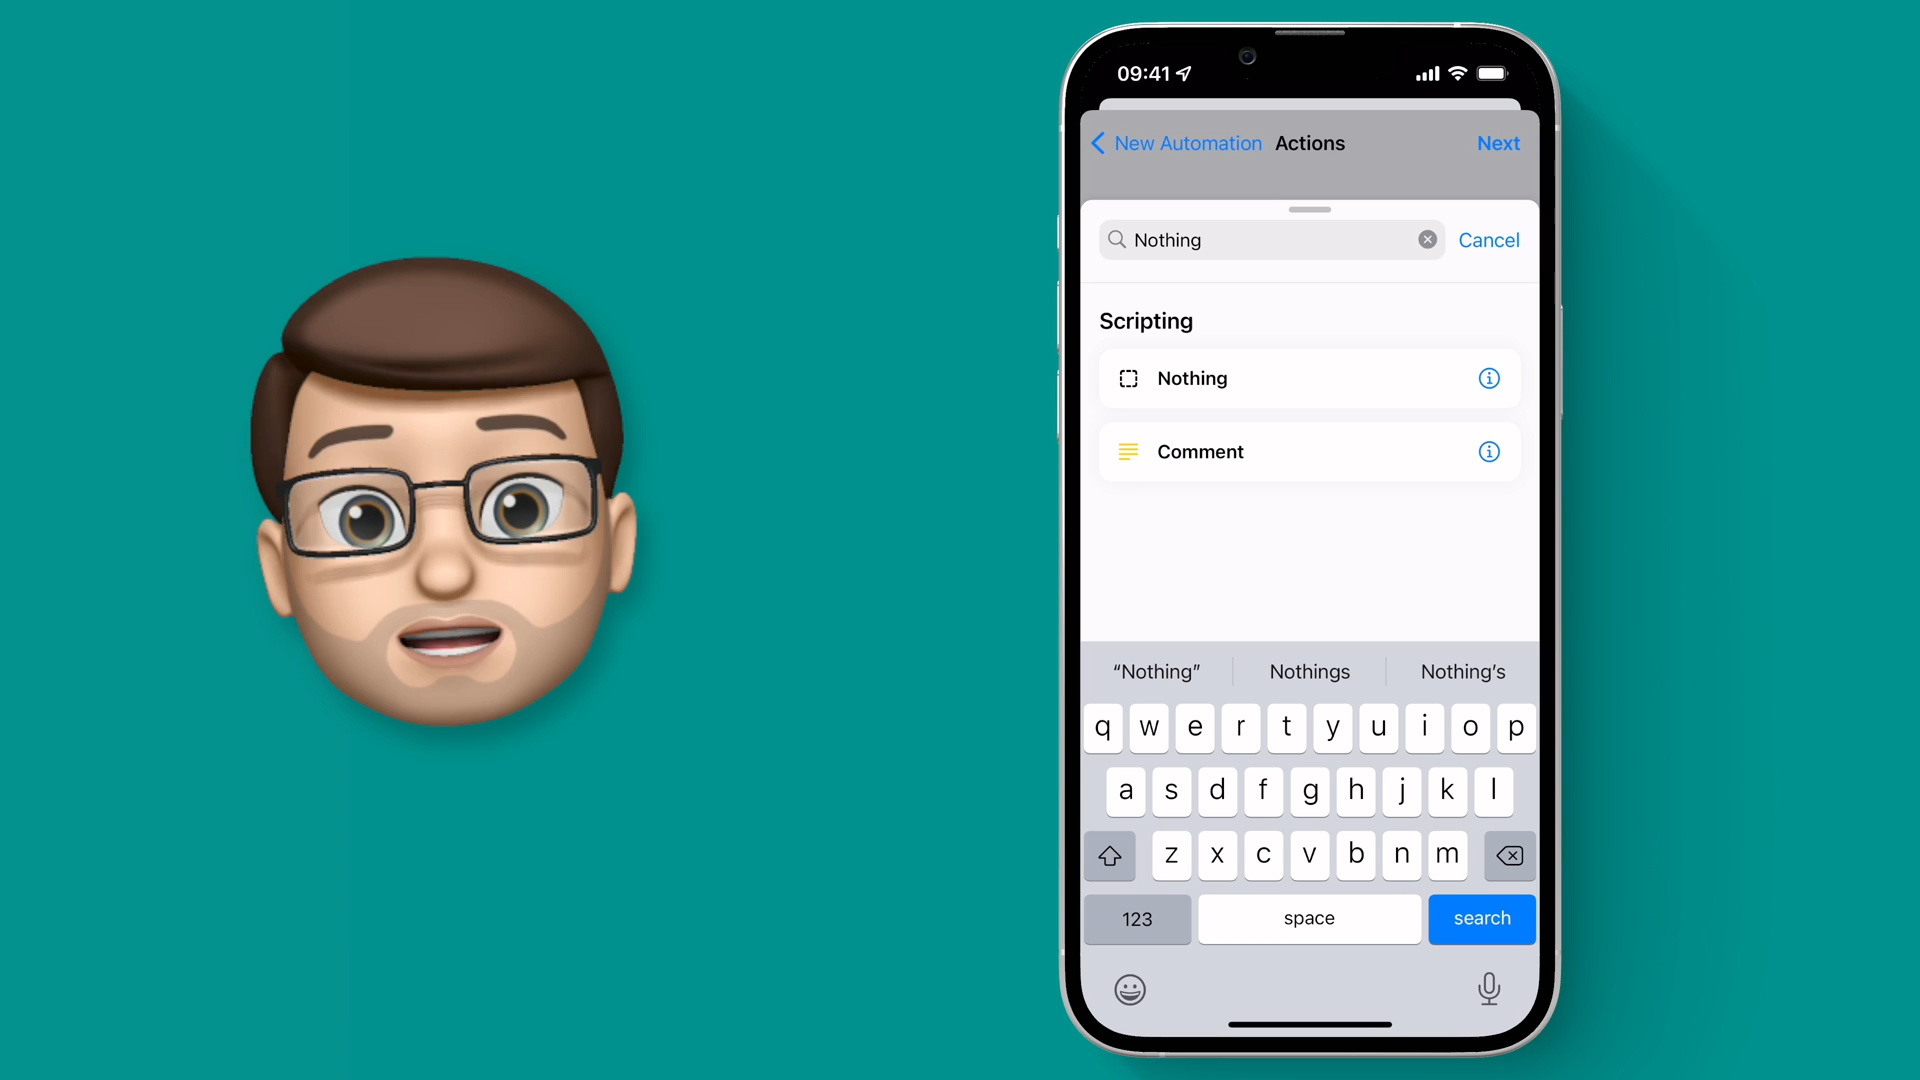 09:41
New Automation Actions Next
Nothing Cancel
Scripting
Nothing
Comment
“Nothing” Nothings Nothing’s
q w e r t y u i o p
a s d f g h j k l
z x c v b n m
123 space search